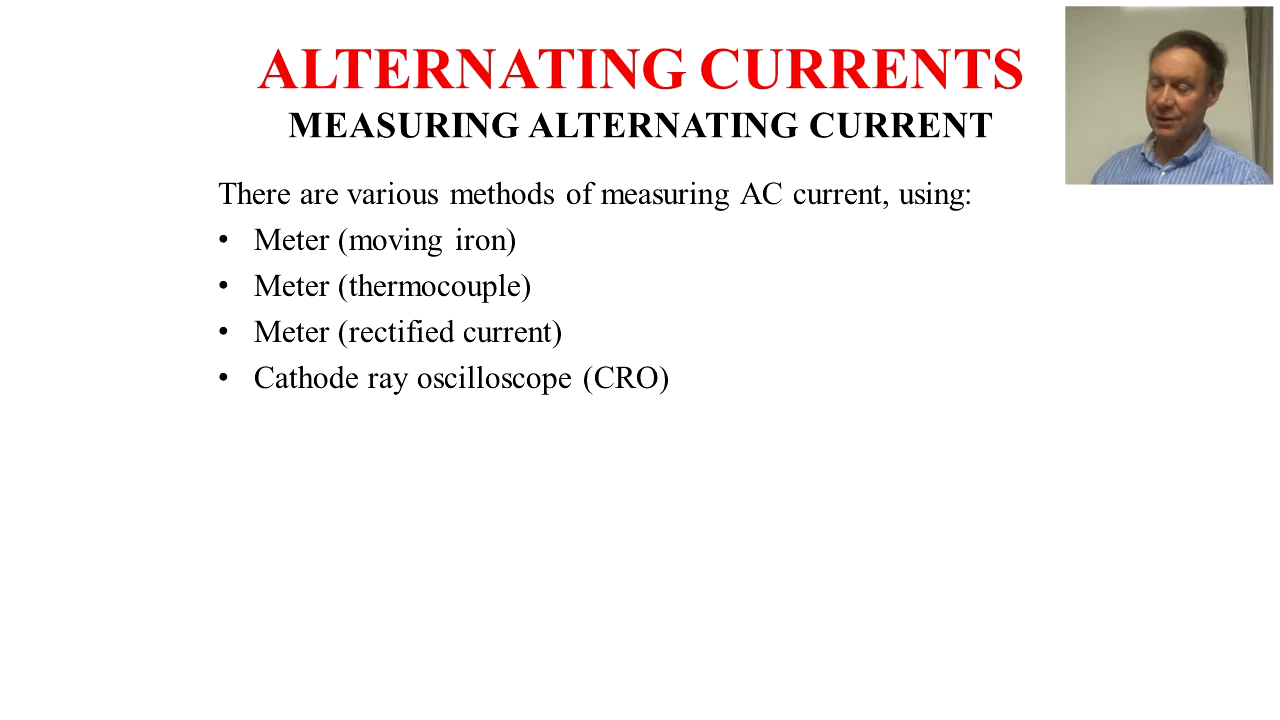 ALTERNATING CURRENTS
MEASURING ALTERNATING CURRENT
There are various methods of measuring AC current, using:
• Meter (moving iron)
• Meter (thermocouple)
• Meter (rectified current)
• Cathode ray oscilloscope (CRO)